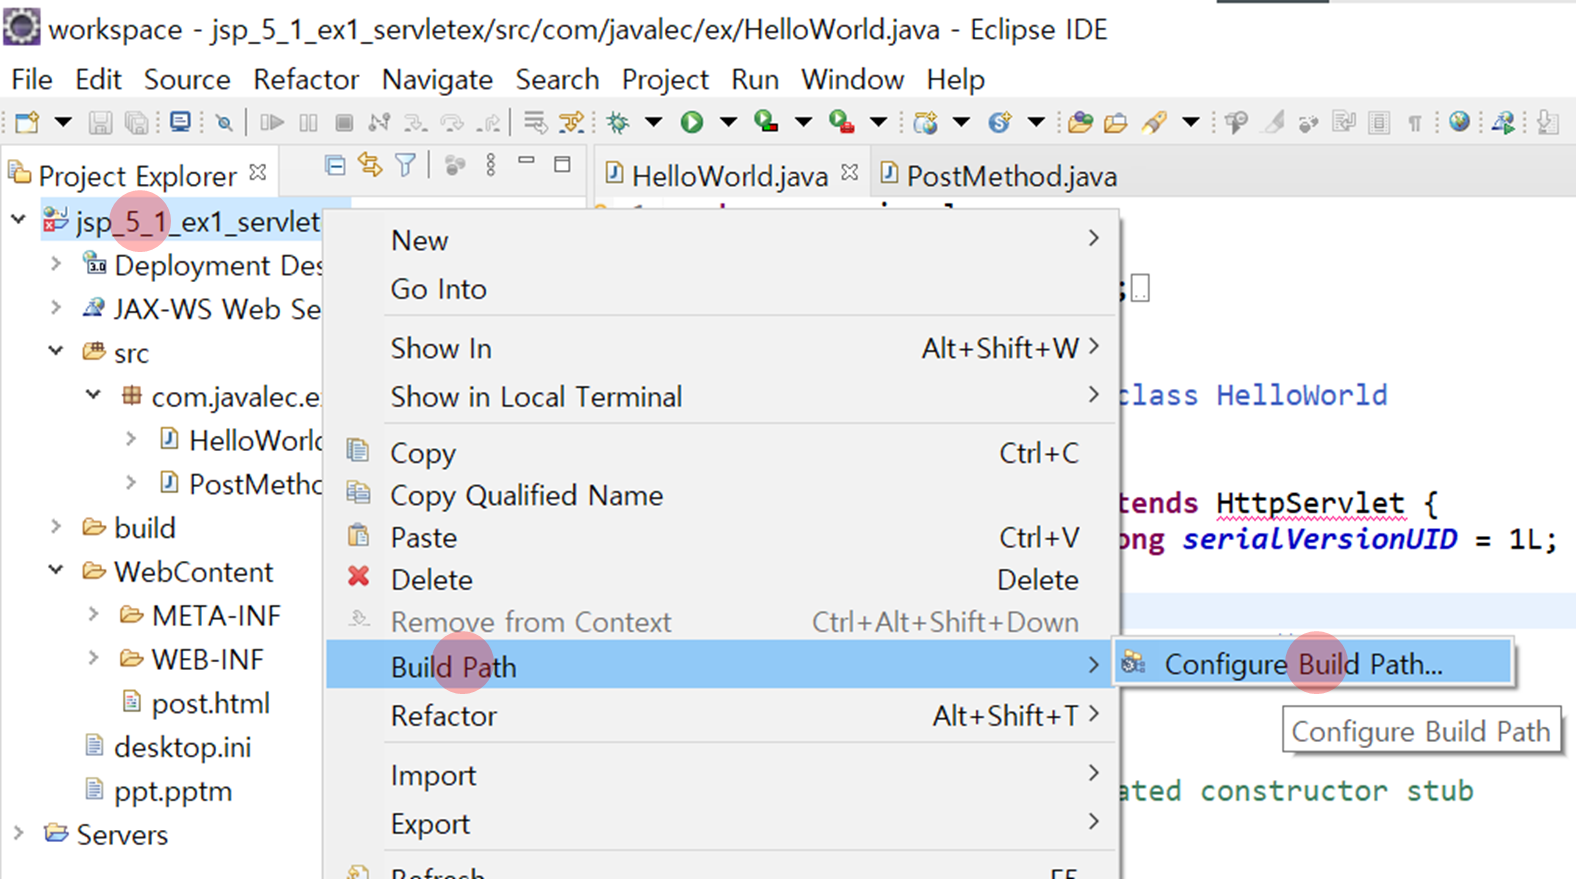 workspace - jsp_5_1_ex1_servletex/src/com/javalec/ex/HelloWorld.java - Eclipse IDE
File Edit Source Refactor Navigate Search Project Run Window Help
Project Explorer
HelloWorld.java
PostMethod.java
jsp_5_1_ex1_servlet
Deployment Des
JAX-WS Web Se
src
com.javalec.e
HelloWorld
PostMetho
build
WebContent
META-INF
WEB-INF
post.html
desktop.ini
ppt.pptm
Servers
New
Go Into
Show In Alt+Shift+W
Show in Local Terminal
Copy Ctrl+C
Copy Qualified Name
Paste Ctrl+V
Delete Delete
Remove from Context Ctrl+Alt+Shift+Down
Build Path
Refactor Alt+Shift+T
Import
Export
Refresh F5
Configure Build Path...
Configure Build Path
;
class HelloWorld
tends HttpServlet {
ong serialVersionUID = 1L;
ated constructor stub